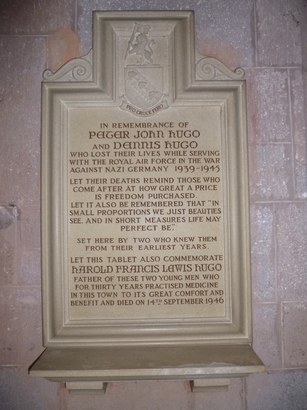 IN REMEMBRANCE OF
PETER JOHN HUGO
AND DENNIS HUGO
WHO LOST THEIR LIVES WHILE SERVING
WITH THE ROYAL AIR FORCE IN THE WAR
AGAINST NAZI GERMANY 1939-1945
LET THEIR DEATHS REMIND THOSE WHO
COME AFTER AT HOW GREAT A PRICE
IS FREEDOM PURCHASED.
LET IT ALSO BE REMEMBERED THAT "IN
SMALL PROPORTIONS WE JUST BEAUTIES
SEE, AND IN SHORT MEASURES LIFE MAY
PERFECT BE."
SET HERE BY TWO WHO KNEW THEM
FROM THEIR EARLIEST YEARS.
LET THIS TABLET ALSO COMMEMORATE
HAROLD FRANCIS LEWIS HUGO
FATHER OF THESE TWO YOUNG MEN WHO
FOR THIRTY YEARS PRACTISED MEDICINE
IN THIS TOWN TO ITS GREAT COMFORT AND
BENEFIT AND DIED ON 14TH SEPTEMBER 1946